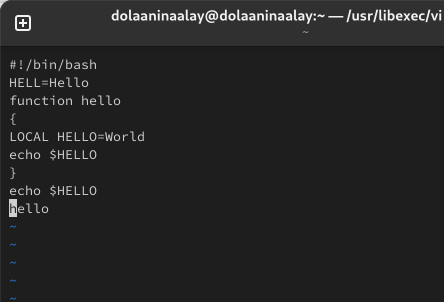 dolaaninaalay@dolaaninaalay:~ — /usr/libexec/vi
~
#!/bin/bash
HELL=Hello
function hello
{
LOCAL HELLO=World
echo $HELLO
}
echo $HELLO
hello
~
~
~
~
~